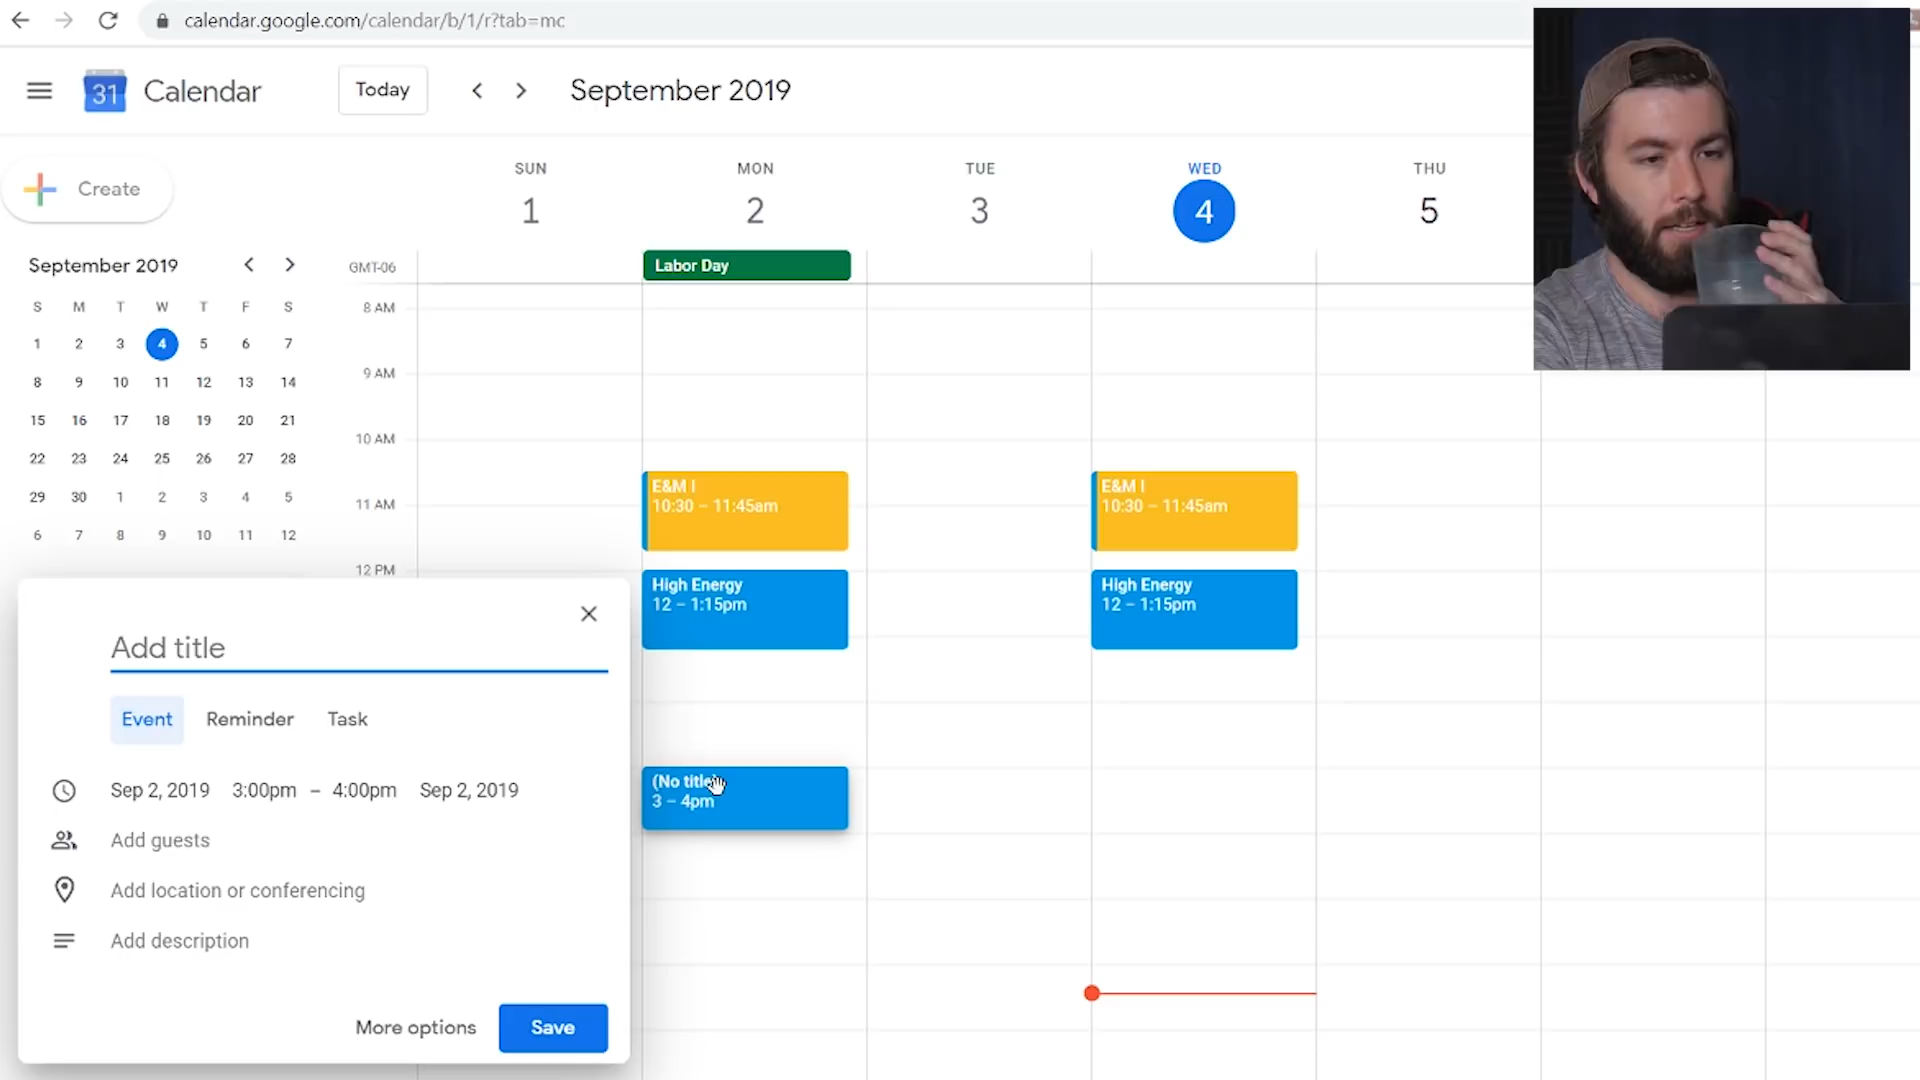 calendar.google.com/calendar/b/1/r?tab=mc
31 Calendar Today September 2019
Create
SUN MON TUE WED THU
1 2 3 4 5
September 2019
GMT-06
Labor Day
S M T W T F S
1 2 3 4 5 6 7
8 9 10 11 12 13 14
15 16 17 18 19 20 21
22 23 24 25 26 27 28
29 30 1 2 3 4 5
6 7 8 9 10 11 12
8 AM
9 AM
10 AM
11 AM
12 PM
E&M I
10:30 – 11:45am
High Energy
12 – 1:15pm
(No title
3 – 4pm
E&M I
10:30 – 11:45am
High Energy
12 – 1:15pm
Add title
Event Reminder Task
Sep 2, 2019 3:00pm – 4:00pm Sep 2, 2019
Add guests
Add location or conferencing
Add description
More options Save